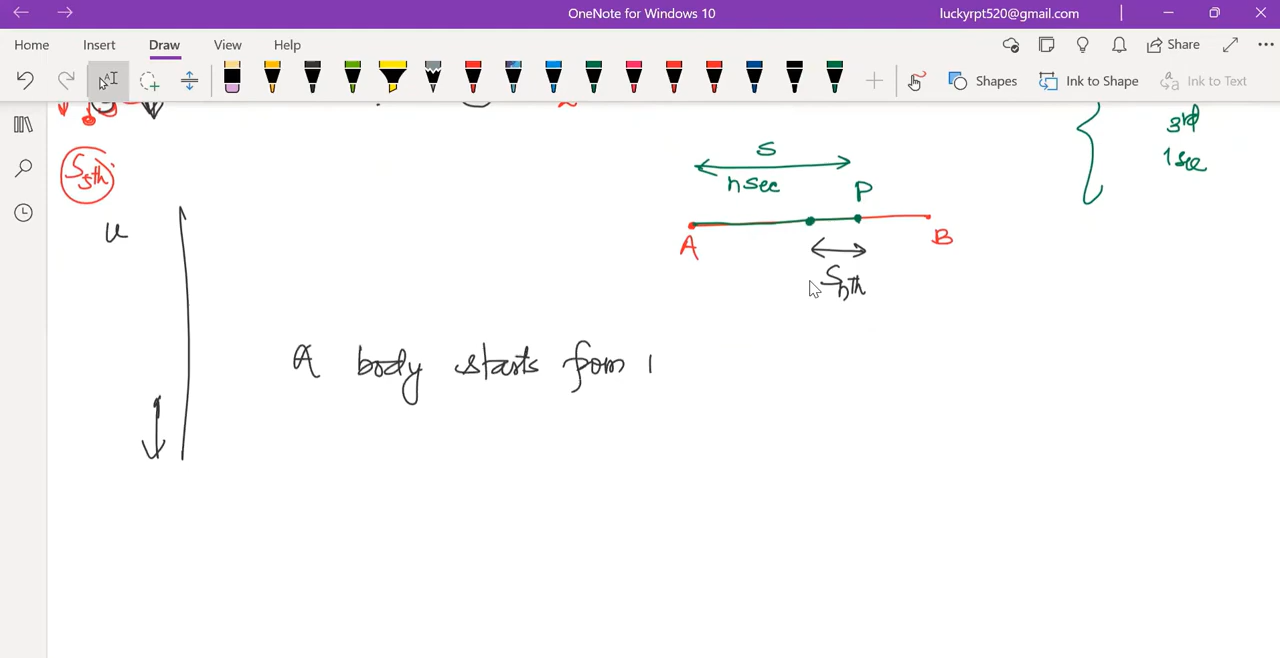 OneNote for Windows 10
luckyrpt520@gmail.com
Home Insert Draw View Help
Share
Shapes Ink to Shape Ink to Text
3rd
1 sec
S5th
u
S
n sec
P
A
B
Snth
A body starts from